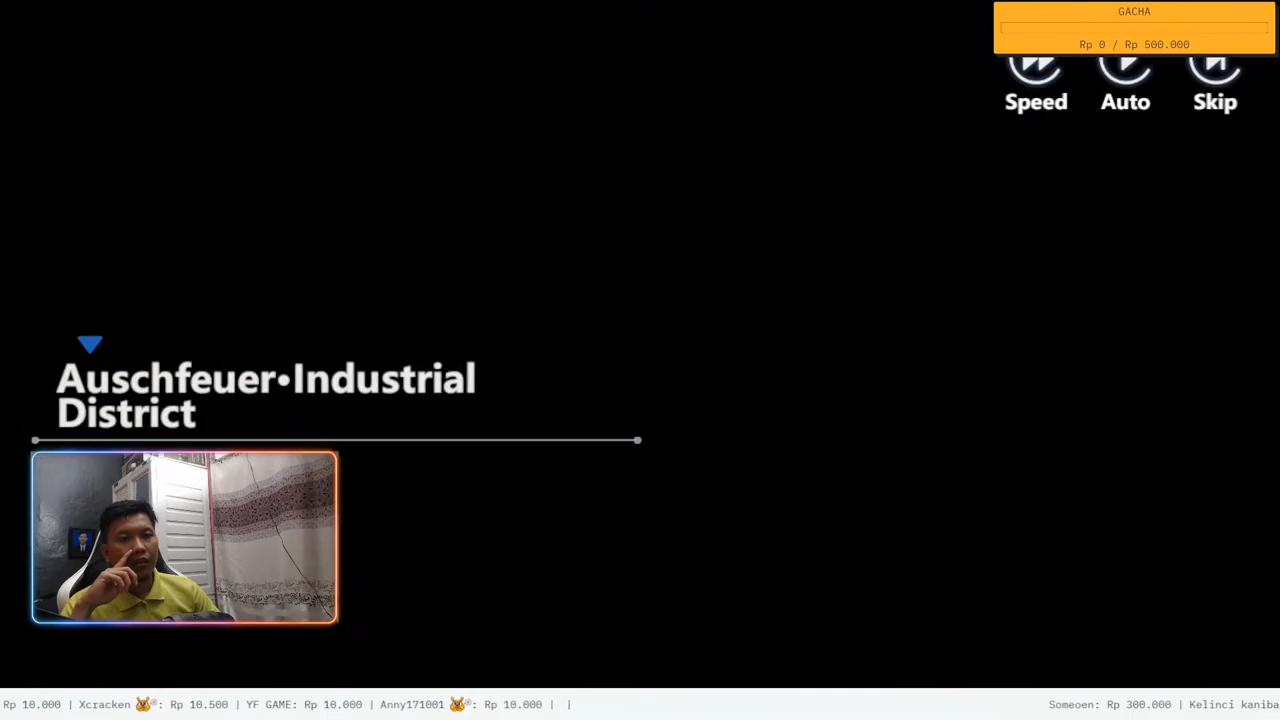 GACHA
Rp 0 / Rp 500.000
Speed Auto Skip
Auschfeuer•Industrial
District
Rp 10.000 | Xcracken : Rp 10.500 | YF GAME: Rp 10.000 | Anny171001 : Rp 10.000 | | Someoen: Rp 300.000 | Kelinci kaniba